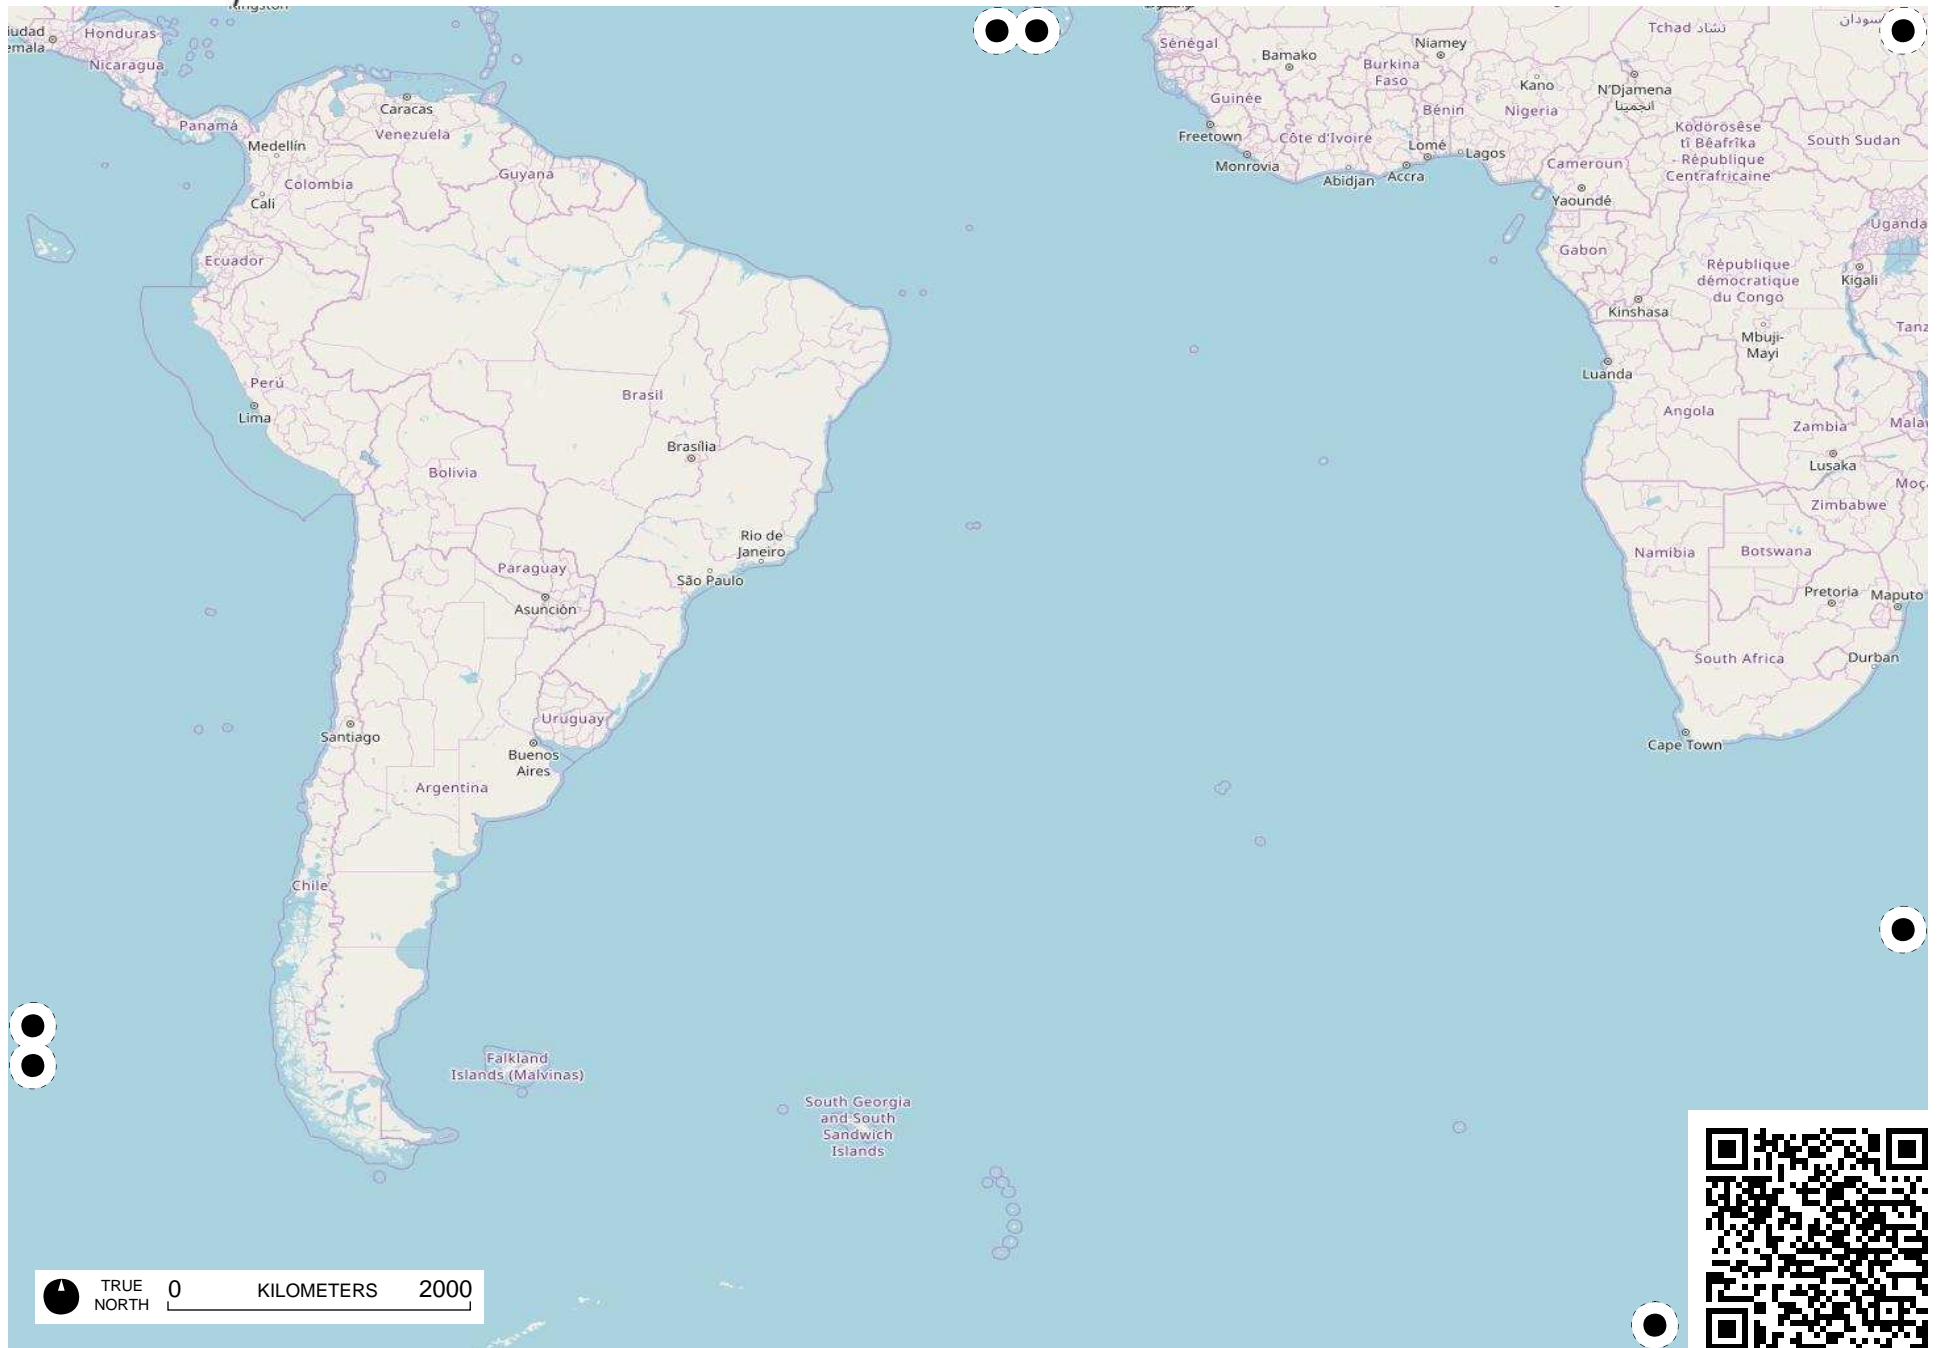 Honduras
Nicaragua
Panamá
Caracas
Venezuela
Medellín
Colombia
Cali
Guyana
Ecuador
Perú
Lima
Brasil
Brasília
Bolivia
Rio de
Janeiro
São Paulo
Paraguay
Asunción
Uruguay
Santiago
Buenos
Aires
Argentina
Chile
Falkland
Islands (Malvinas)
South Georgia
and South
Sandwich
Islands
Sénégal
Bamako
Niamey
Burkina
Faso
Tchad تشاد
Kano
N'Djamena
انجمينا
Guinée
Bénin
Nigeria
Freetown
Côte d'Ivoire
Lomé
Lagos
Monrovia
Abidjan
Accra
Cameroun
Ködörösêse
tî Bêafrîka
- République
Centrafricaine
South Sudan
Yaoundé
Uganda
Gabon
République
démocratique
du Congo
Kigali
Kinshasa
Mbuji-
Mayi
Luanda
Angola
Zambia
Lusaka
Zimbabwe
Namibia
Botswana
Pretoria
Maputo
South Africa
Durban
Cape Town
TRUE
NORTH
0 KILOMETERS 2000